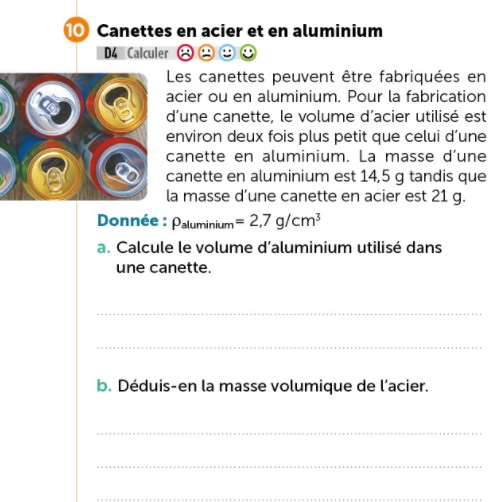 10 Canettes en acier et en aluminium
D4 Calculer
Les canettes peuvent être fabriquées en
acier ou en aluminium. Pour la fabrication
d'une canette, le volume d'acier utilisé est
environ deux fois plus petit que celui d'une
canette en aluminium. La masse d'une
canette en aluminium est 14,5 g tandis que
la masse d'une canette en acier est 21 g.
Donnée : ρaluminium = 2,7 g/cm³
a. Calcule le volume d'aluminium utilisé dans
une canette.
b. Déduis-en la masse volumique de l'acier.